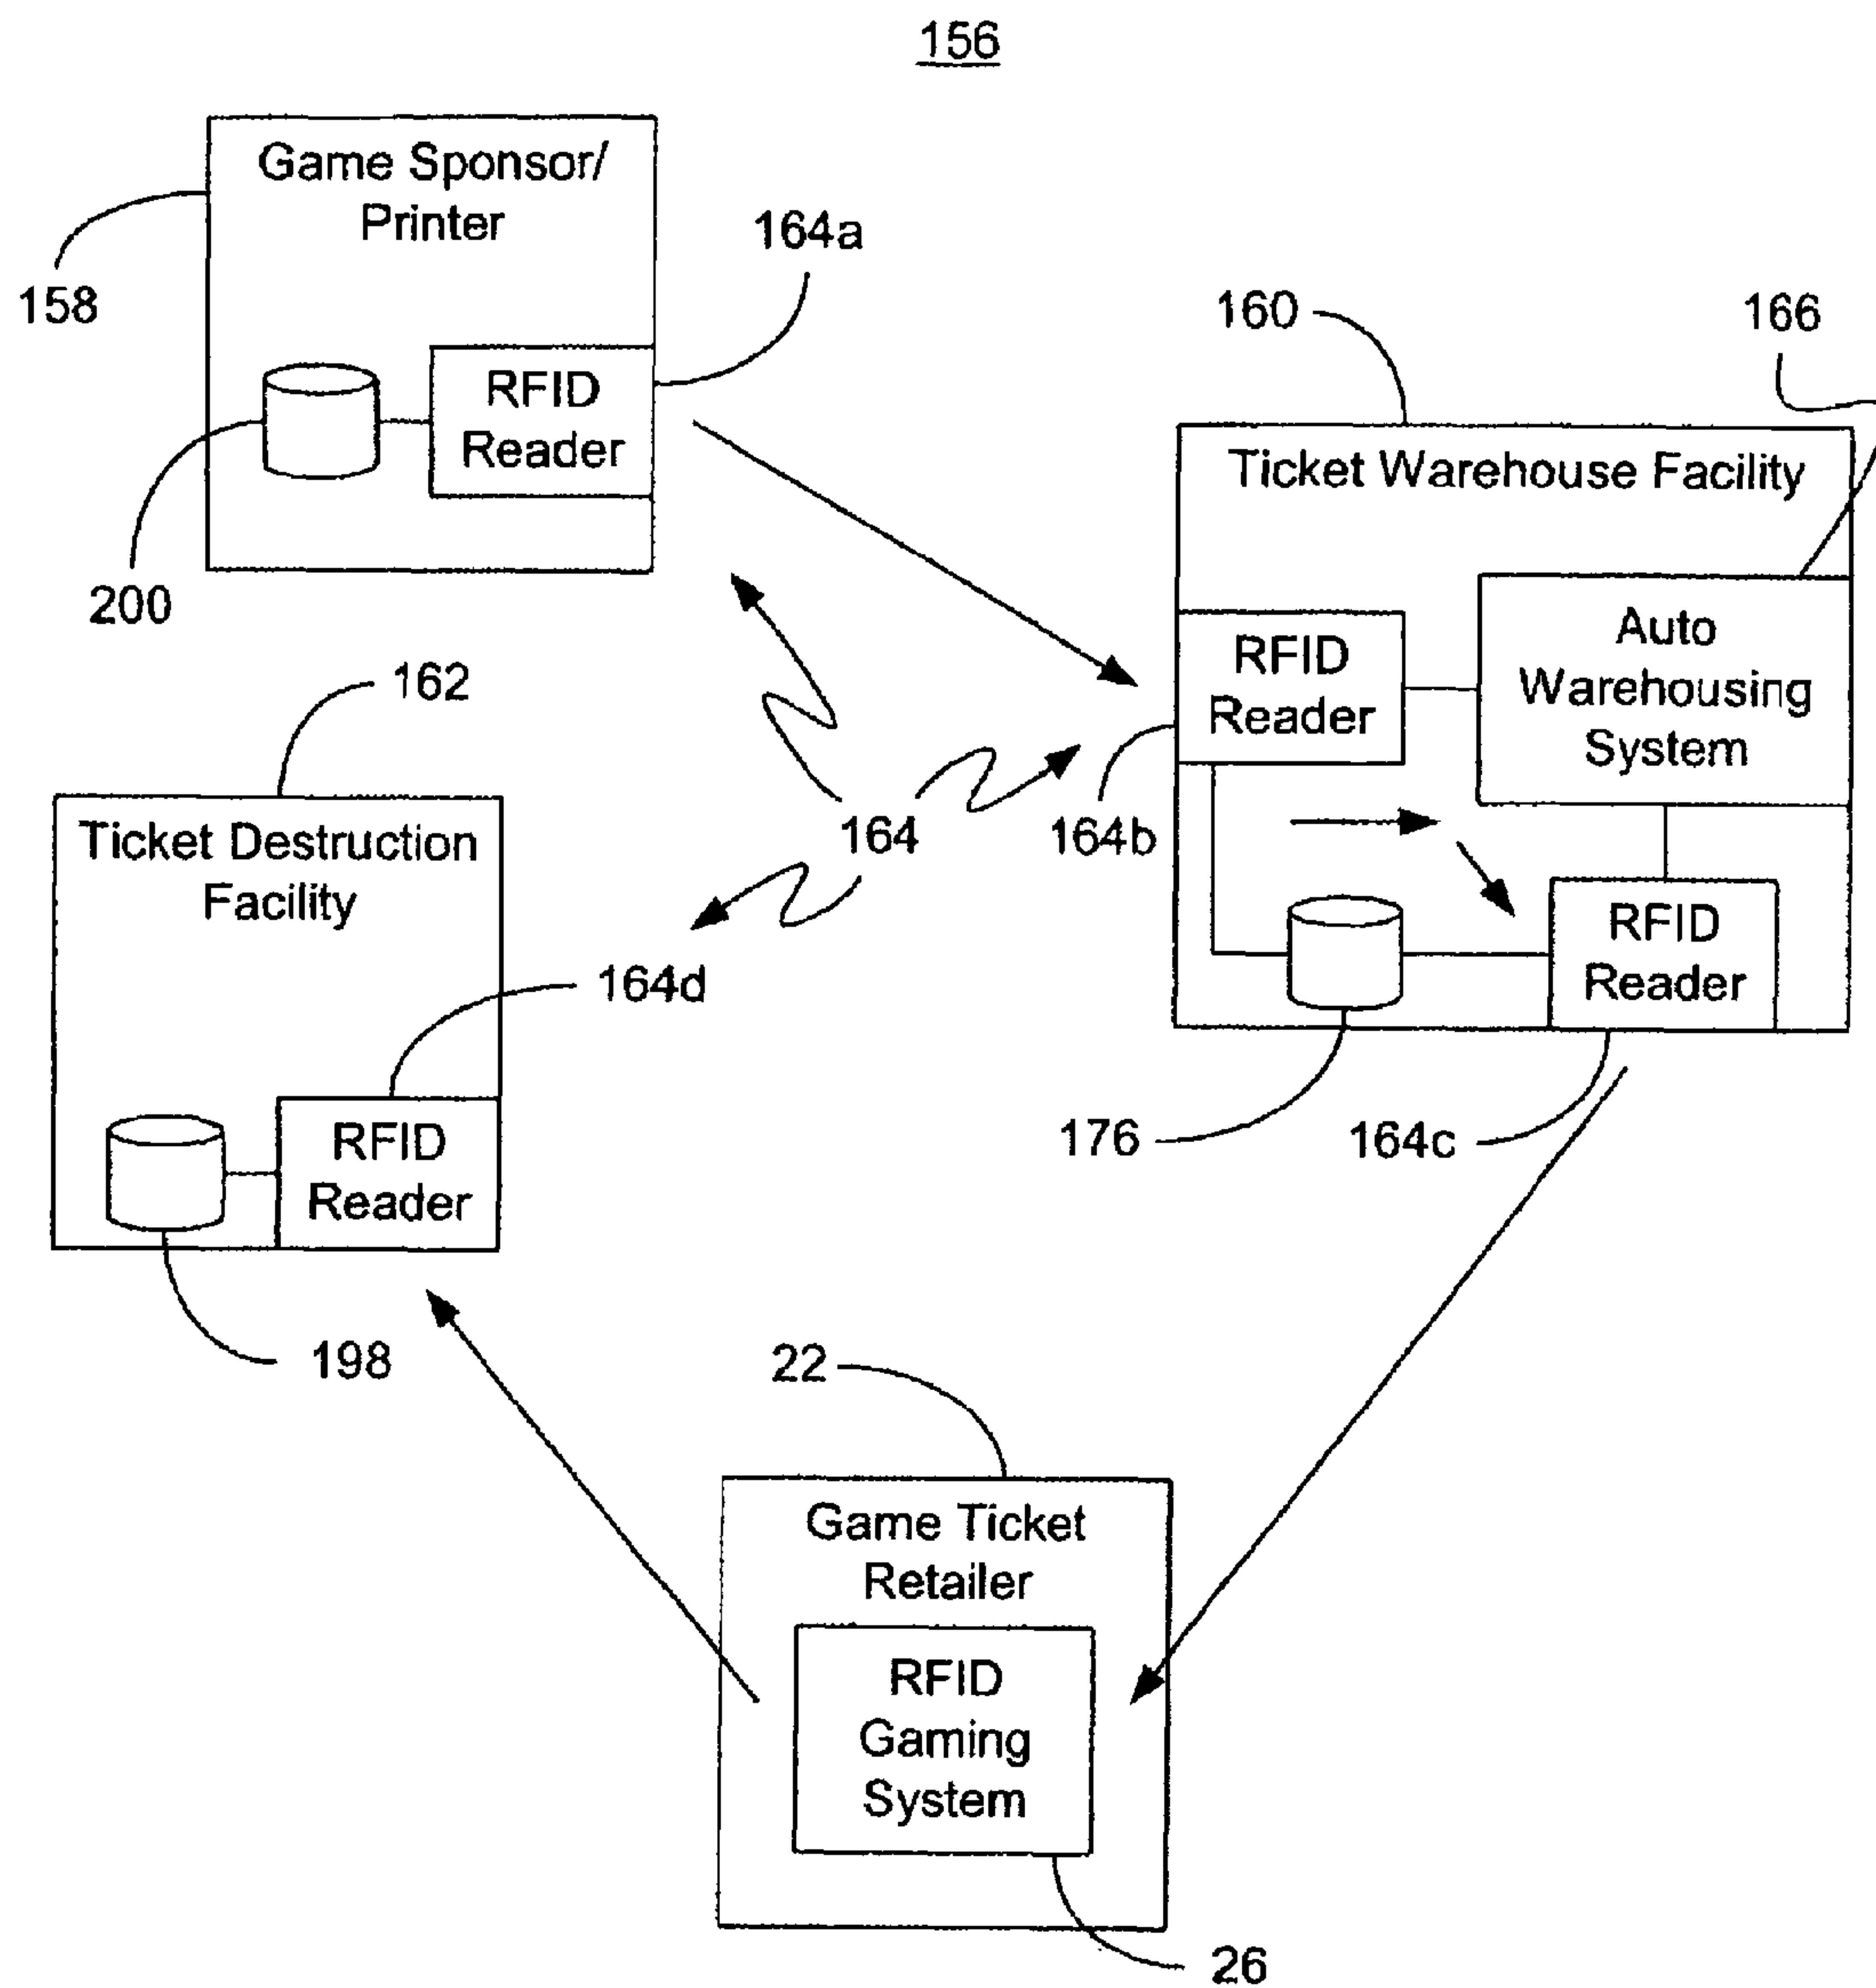 156
Game Sponsor/
Printer
158
164a
RFID
Reader
200
160
166
Ticket Warehouse Facility
RFID
Reader
Auto
Warehousing
System
164b
RFID
Reader
176
164c
164
162
Ticket Destruction
Facility
164d
RFID
Reader
198
22
Game Ticket
Retailer
RFID
Gaming
System
26